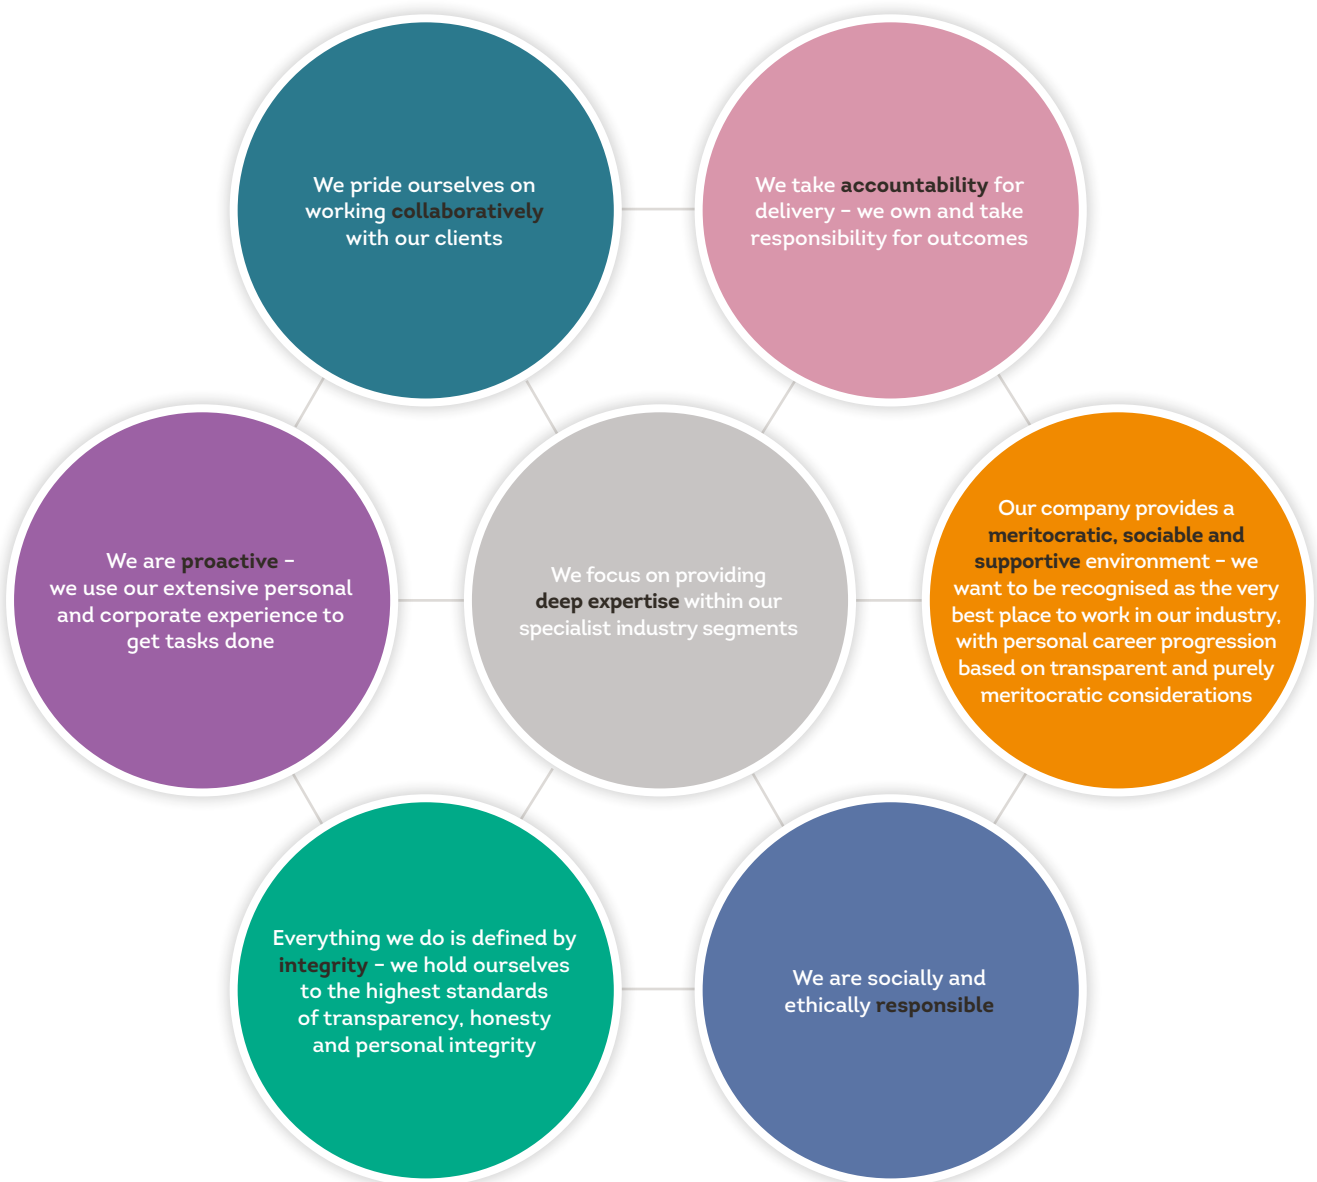 We pride ourselves on
working collaboratively
with our clients
We take accountability for
delivery – we own and take
responsibility for outcomes
We are proactive –
we use our extensive personal
and corporate experience to
get tasks done
We focus on providing
deep expertise within our
specialist industry segments
Our company provides a
meritocratic, sociable and
supportive environment – we
want to be recognised as the very
best place to work in our industry,
with personal career progression
based on transparent and purely
meritocratic considerations
Everything we do is defined by
integrity – we hold ourselves
to the highest standards
of transparency, honesty
and personal integrity
We are socially and
ethically responsible